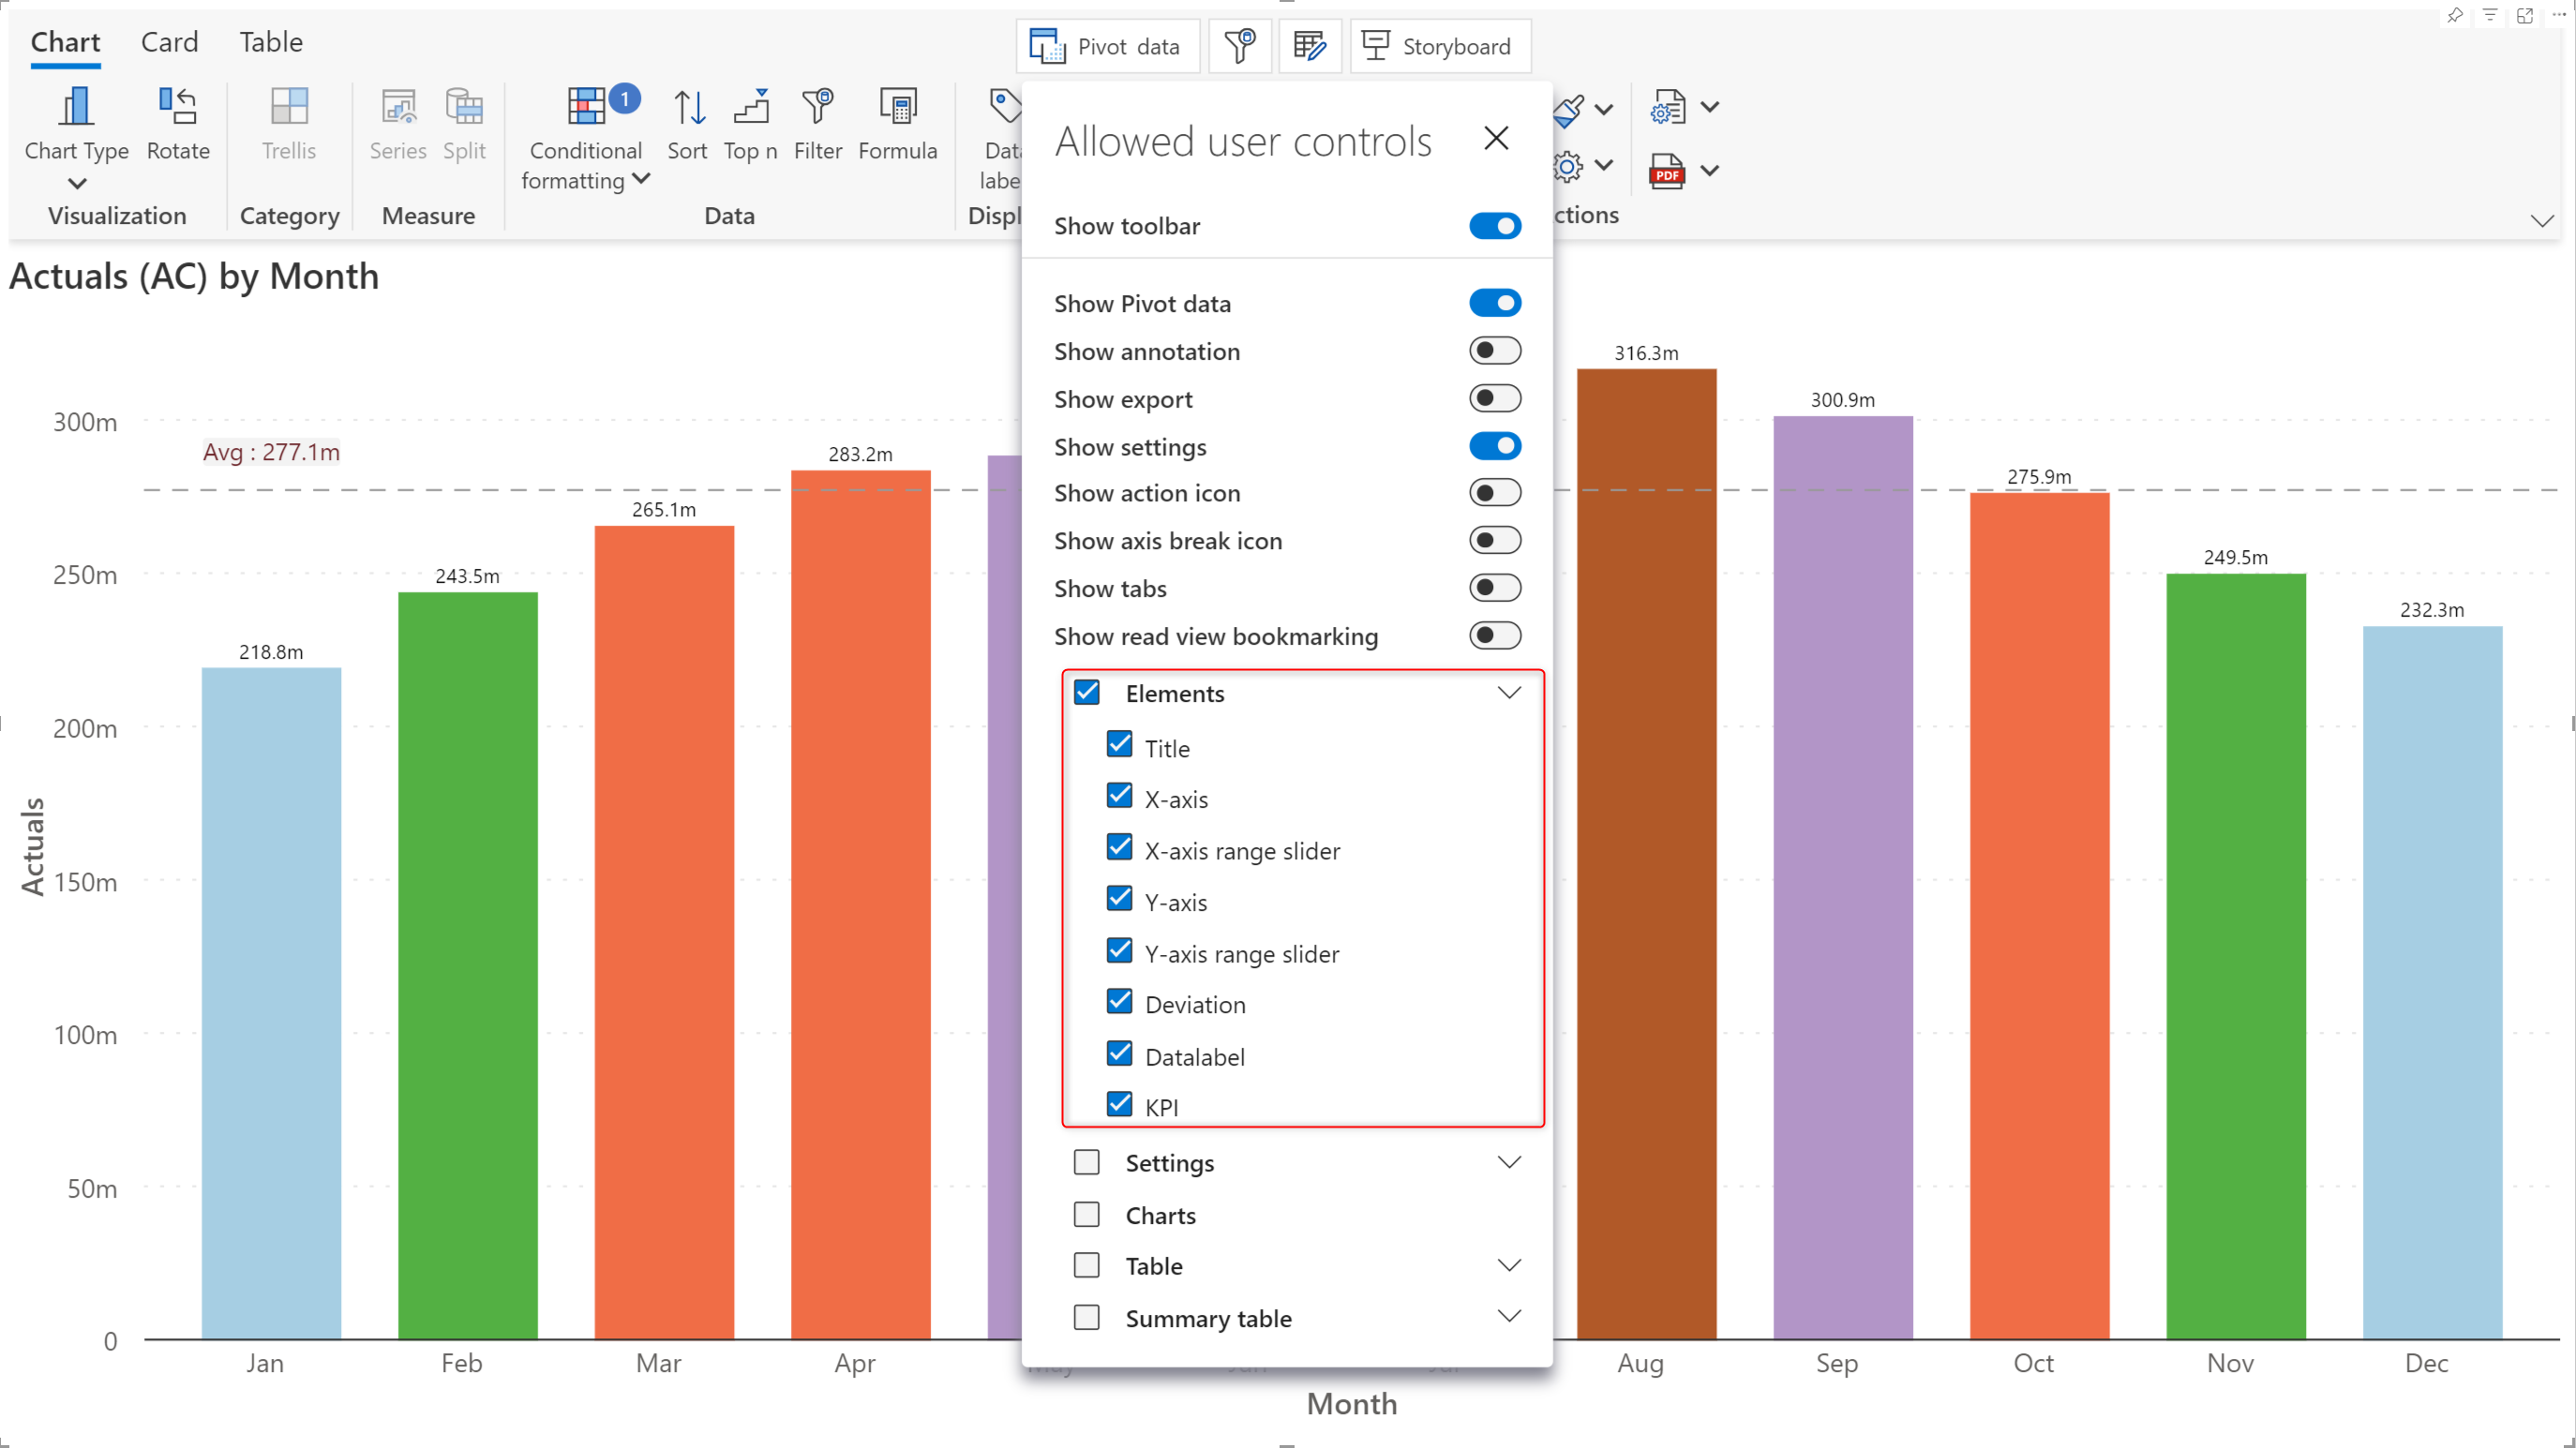 Chart Card Table
Pivot data
Storyboard
Chart Type
Rotate
Trellis
Series
Split
1
Conditional
formatting
Sort
Top n
Filter
Formula
PDF
Visualization
Category
Measure
Data
Actuals (AC) by Month
Allowed user controls
Show toolbar
Show Pivot data
Show annotation
Show export
Show settings
Show action icon
Show axis break icon
Show tabs
Show read view bookmarking
Elements
Title
X-axis
X-axis range slider
Y-axis
Y-axis range slider
Deviation
Datalabel
KPI
Settings
Charts
Table
Summary table
Actuals
300m
250m
200m
150m
100m
50m
0
Avg : 277.1m
218.8m
243.5m
265.1m
283.2m
316.3m
300.9m
275.9m
249.5m
232.3m
Jan
Feb
Mar
Apr
Aug
Sep
Oct
Nov
Dec
Month